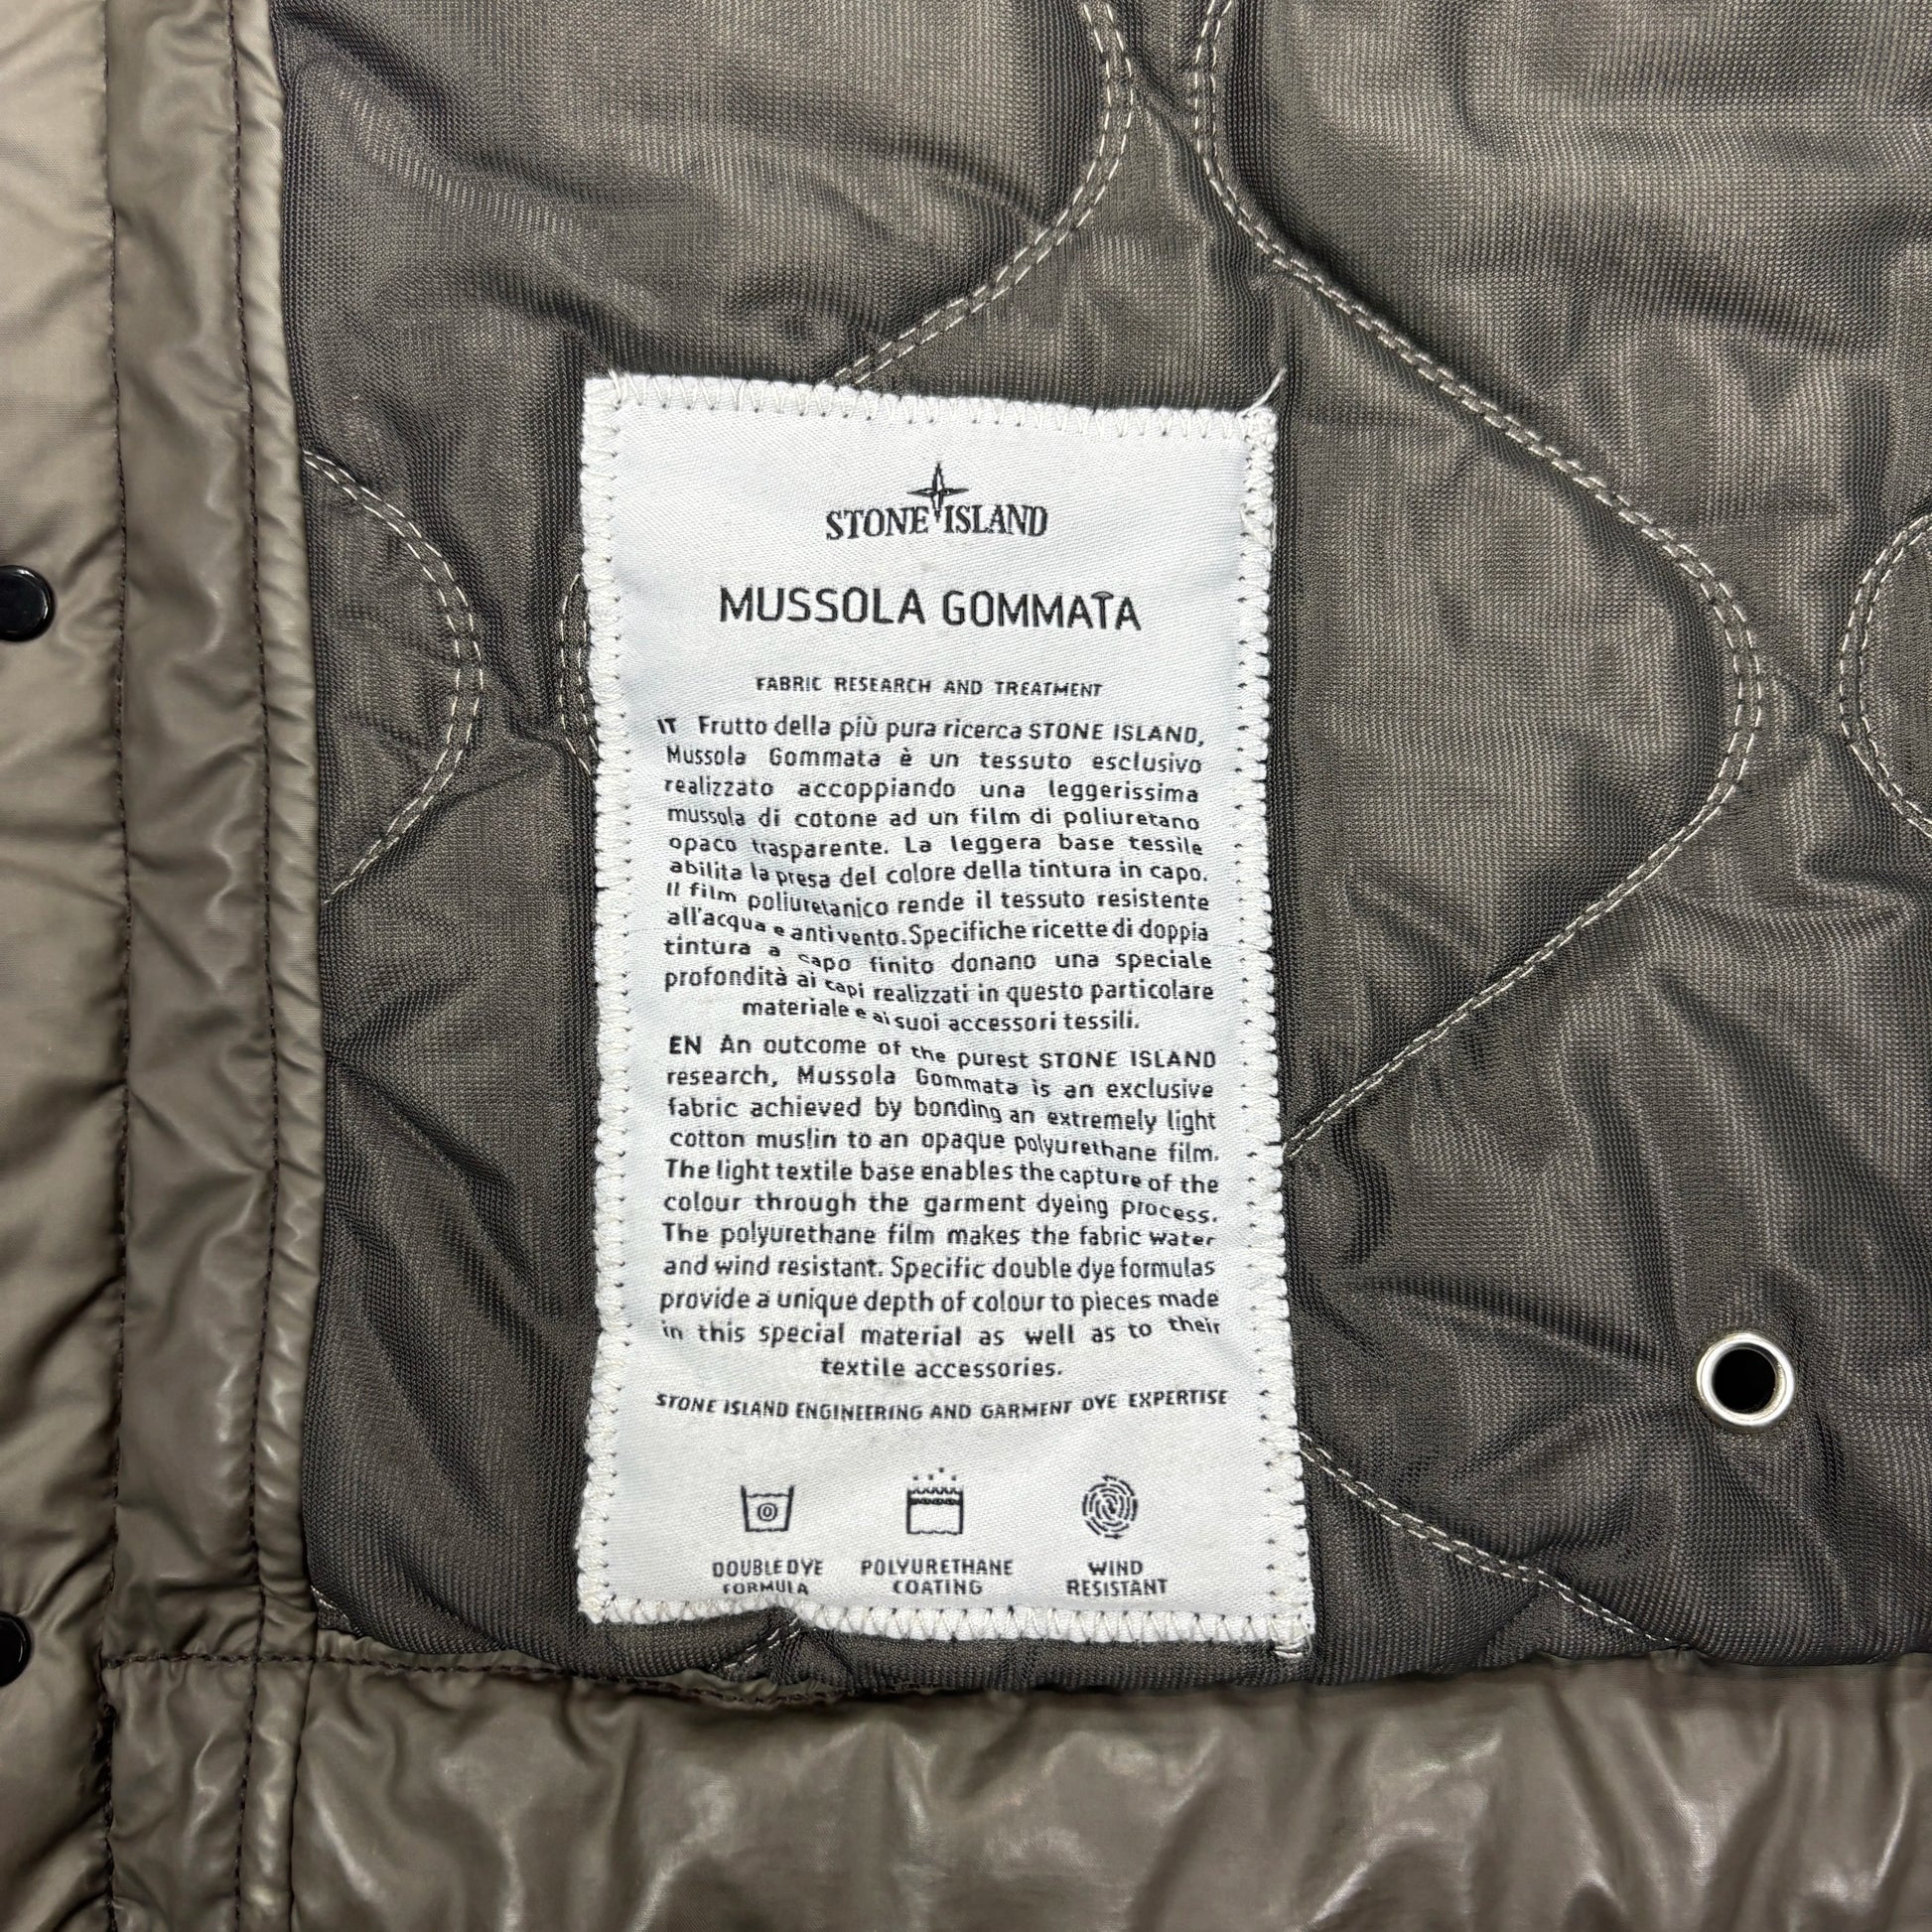 STONE ISLAND
MUSSOLA GOMMATA
FABRIC RESEARCH AND TREATMENT
IT Frutto della più pura ricerca STONE ISLAND,
Mussola Gommata è un tessuto esclusivo
realizzato accoppiando una leggerissima
mussola di cotone ad un film di poliuretano
opaco trasparente. La leggera base tessile
abilita la presa del colore della tintura in capo.
Il film poliuretanico rende il tessuto resistente
all'acqua e antivento. Specifiche ricette di doppia
tintura a capo finito donano una speciale
profondità ai capi realizzati in questo particolare
materiale e ai suoi accessori tessili.
EN An outcome of the purest STONE ISLAND
research, Mussola Gommata is an exclusive
fabric achieved by bonding an extremely light
cotton muslin to an opaque polyurethane film.
The light textile base enables the capture of the
colour through the garment dyeing process.
The polyurethane film makes the fabric water
and wind resistant. Specific double dye formulas
provide a unique depth of colour to pieces made
in this special material as well as to their
textile accessories.
STONE ISLAND ENGINEERING AND GARMENT DYE EXPERTISE
DOUBLE DYE POLYURETHANE WIND
FORMULA COATING RESISTANT